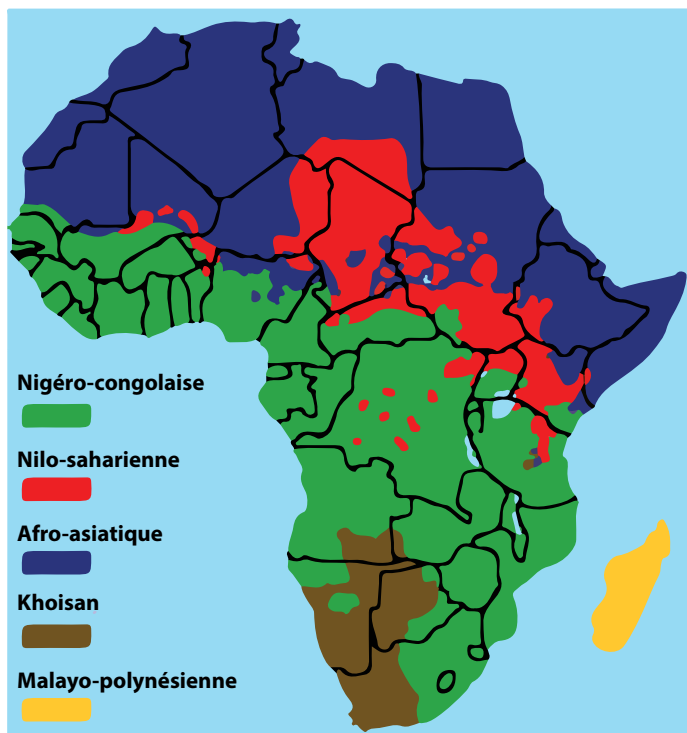 Nigéro-congolaise
Nilo-saharienne
Afro-asiatique
Khoisan
Malayo-polynésienne